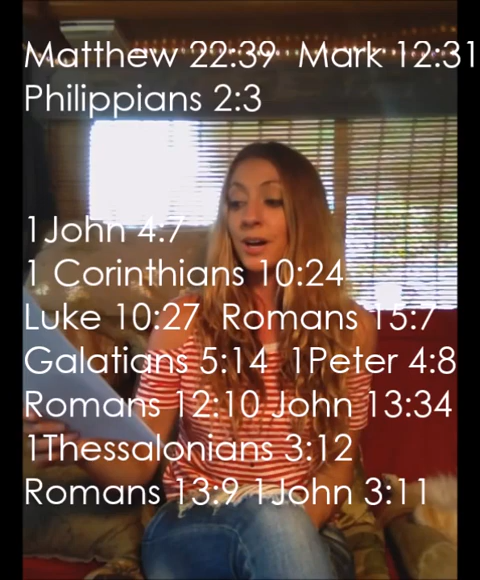 Matthew 22:39 Mark 12:31
Philippians 2:3
1John 4:7
1 Corinthians 10:24
Luke 10:27 Romans 15:7
Galatians 5:14 1Peter 4:8
Romans 12:10 John 13:34
1Thessalonians 3:12
Romans 13:9 1John 3:11